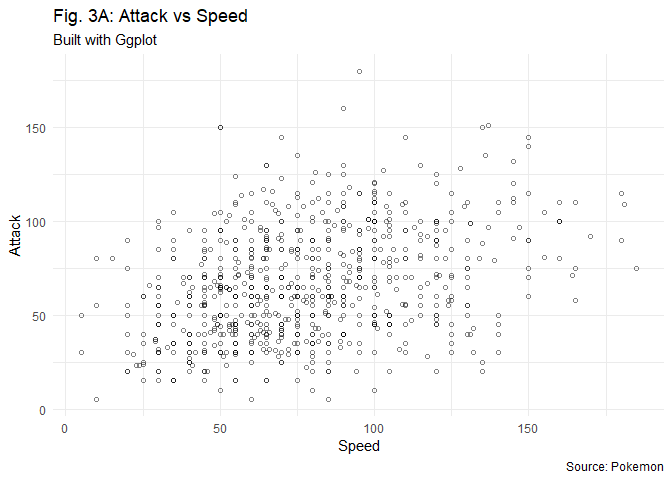 Fig. 3A: Attack vs Speed
Built with Ggplot
150
100
50
0
Attack
0
50
100
150
Speed
Source: Pokemon